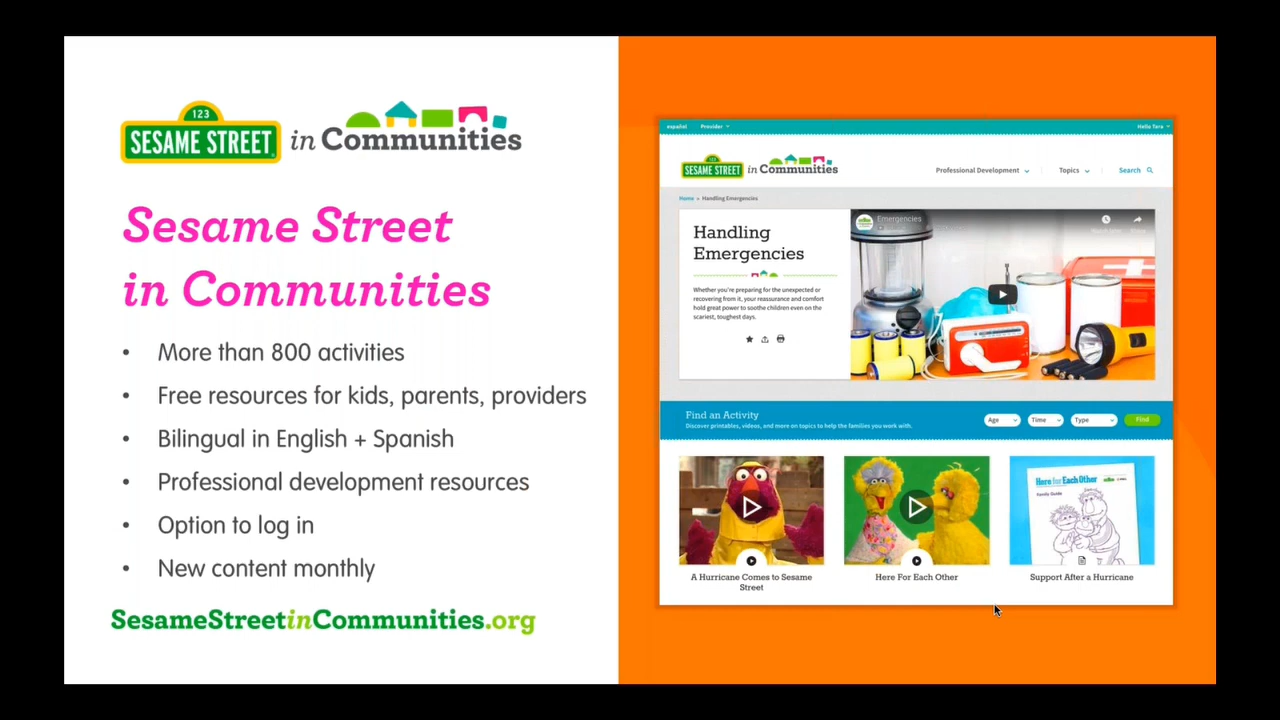 123
SESAME STREET
in Communities
Sesame Street
in Communities
• More than 800 activities
• Free resources for kids, parents, providers
• Bilingual in English + Spanish
• Professional development resources
• Option to log in
• New content monthly
SesameStreetinCommunities.org
español Provider Hello Tara
123
SESAME STREET in Communities
Professional Development Topics Search
Home > Handling Emergencies
Handling
Emergencies
Whether you're preparing for the unexpected or
recovering from it, your reassurance and comfort
hold great power to soothe children even on the
scariest, toughest days.
Emergencies
Find an Activity
Discover printables, videos, and more on topics to help the families you work with.
Age Time Type Find
Here for Each Other
Family Guide
A Hurricane Comes to Sesame
Street
Here For Each Other
Support After a Hurricane